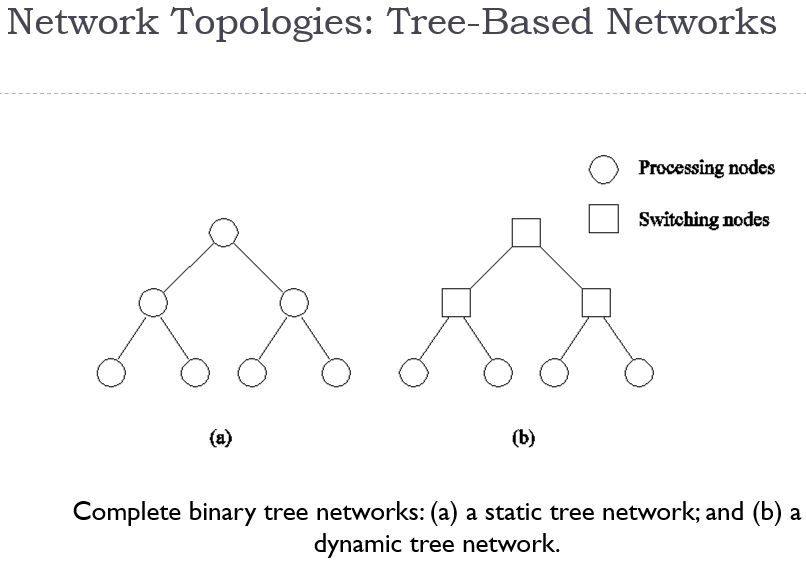 Network Topologies: Tree-Based Networks
Processing nodes
Switching nodes
(a)
(b)
Complete binary tree networks: (a) a static tree network; and (b) a
dynamic tree network.